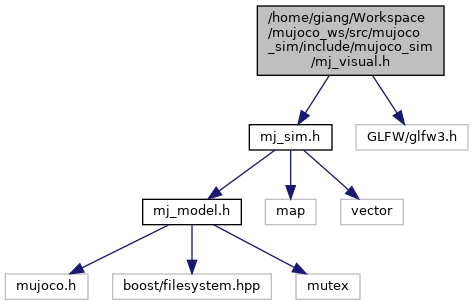 /home/giang/Workspace
/mujoco_ws/src/mujoco
_sim/include/mujoco_sim
/mj_visual.h
mj_sim.h
GLFW/glfw3.h
mj_model.h
map
vector
mujoco.h
boost/filesystem.hpp
mutex